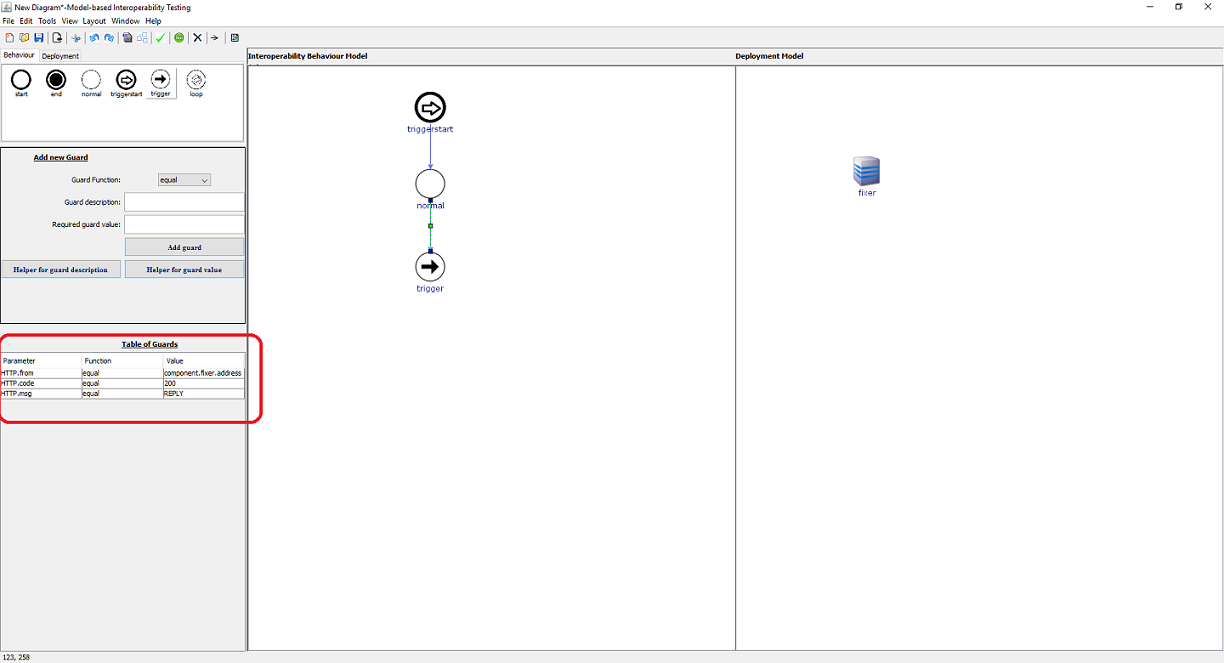 New Diagram*-Model-based Interoperability Testing
File Edit Tools View Layout Window Help
Behaviour Deployment
start end normal triggerstart trigger loop
Add new Guard
Guard Function: equal
Guard description:
Required guard value:
Add guard
Helper for guard description Helper for guard value
Table of Guards
Parameter Function Value
HTTP.from equal component.fixer.address
HTTP.code equal 200
HTTP.msg equal REPLY
Interoperability Behaviour Model
triggerstart
normal
trigger
Deployment Model
fixer
123, 258